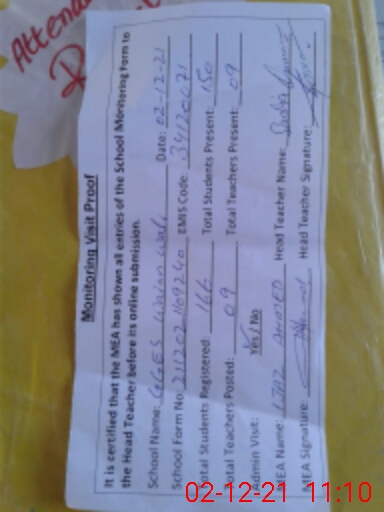 Attenda
Monitoring Visit Proof
It is certified that the MEA has shown all entries of the School Monitoring Form to
the Head Teacher before its online submission.
School Name: GGES Date: 02-12-21
School Form No: EMIS Code: 34120071
Total Students Registered: 166 Total Students Present: 150
Total Teachers Posted: 09 Total Teachers Present: 09
Admin Visit: Yes / No
MEA Name: IJAZ AHMED Head Teacher Name:
MEA Signature: Head Teacher Signature:
02-12-21 11:10